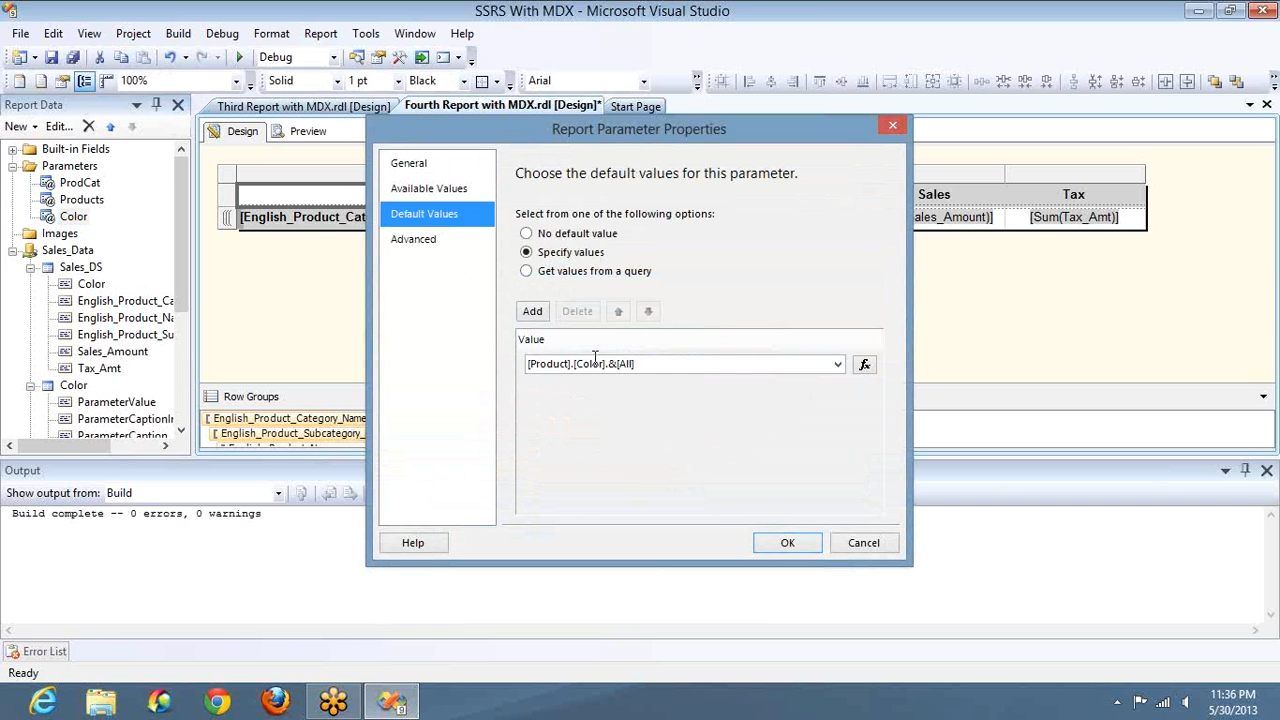 SSRS With MDX - Microsoft Visual Studio
File Edit View Project Build Debug Format Report Tools Window Help
Debug
100% Solid 1 pt Black Arial
Report Data
Third Report with MDX.rdl [Design] Fourth Report with MDX.rdl [Design]* Start Page
New Edit...
Design Preview
Built-in Fields
Parameters
ProdCat
Products
Color
Images
Sales_Data
Sales_DS
Color
English_Product_Ca
English_Product_Na
English_Product_Su
Sales_Amount
Tax_Amt
Color
ParameterValue
ParameterCaptionIn
ParameterCaption
Sales Tax
[English_Product_Cat ales_Amount)] [Sum(Tax_Amt)]
Report Parameter Properties
General
Available Values
Default Values
Advanced
Choose the default values for this parameter.
Select from one of the following options:
No default value
Specify values
Get values from a query
Add Delete
Value
[Product].[Color].&[All]
fx
Help OK Cancel
Row Groups
[English_Product_Category_Name
[English_Product_Subcategory_
Output
Show output from: Build
Build complete -- 0 errors, 0 warnings
Error List
Ready
11:36 PM
5/30/2013